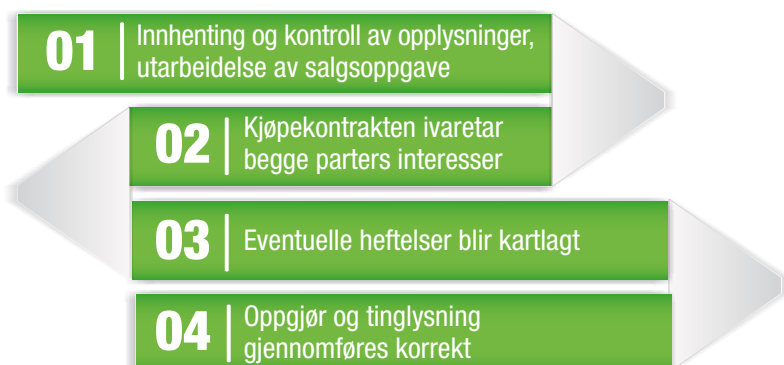 01
Innhenting og kontroll av opplysninger,
utarbeidelse av salgsoppgave
02
Kjøpekontrakten ivaretar
begge parters interesser
03
Eventuelle heftelser blir kartlagt
04
Oppgjør og tinglysning
gjennomføres korrekt